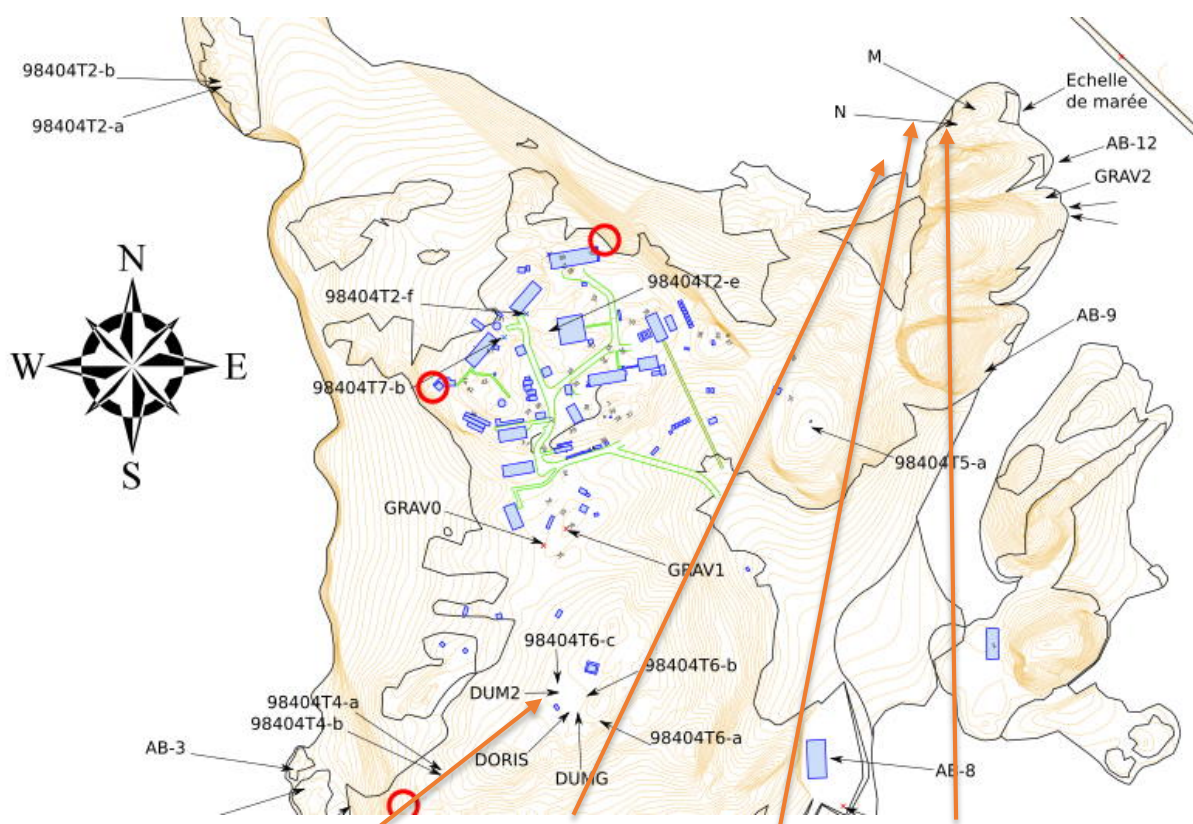 98404T2-b
98404T2-a
M
N
Echelle
de marée
AB-12
GRAV2
N
W
E
S
98404T2-f
98404T2-e
98404T7-b
AB-9
98404T5-a
GRAV0
GRAV1
98404T6-c
98404T6-b
DUM2
98404T4-a
98404T4-b
98404T6-a
AB-3
DORIS
DUMG
AB-8